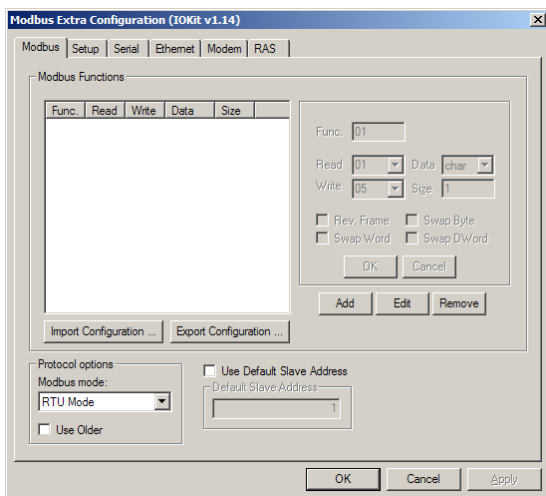 Modbus Extra Configuration (IOKit v1.14)
Modbus Setup Serial Ethernet Modem RAS
Modbus Functions
Func. Read Write Data Size
Func. 01
Read 01 Data char
Write 05 Size 1
Rev. Frame Swap Byte
Swap Word Swap DWord
OK Cancel
Add Edit Remove
Import Configuration ... Export Configuration ...
Protocol options
Modbus mode:
RTU Mode
Use Older
Use Default Slave Address
Default Slave Address
1
OK Cancel Apply